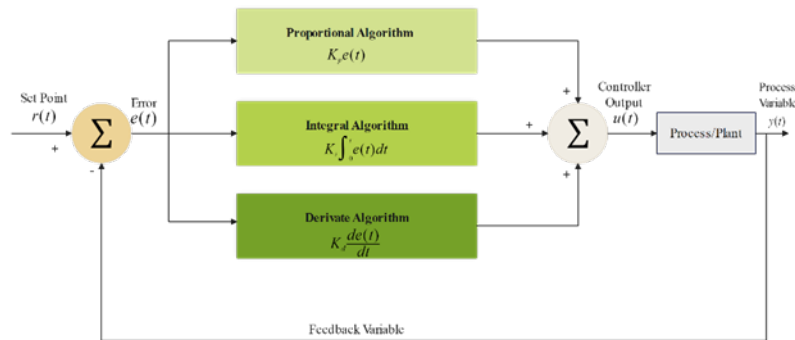 Proportional Algorithm
K_p e(t)
Set Point
r(t)
Error
e(t)
+
-
Σ
Integral Algorithm
K_i ∫_0^t e(t)dt
Derivate Algorithm
K_d de(t)/dt
+
+
+
Σ
Controller
Output
u(t)
Process/Plant
Process
Variable
y(t)
Feedback Variable